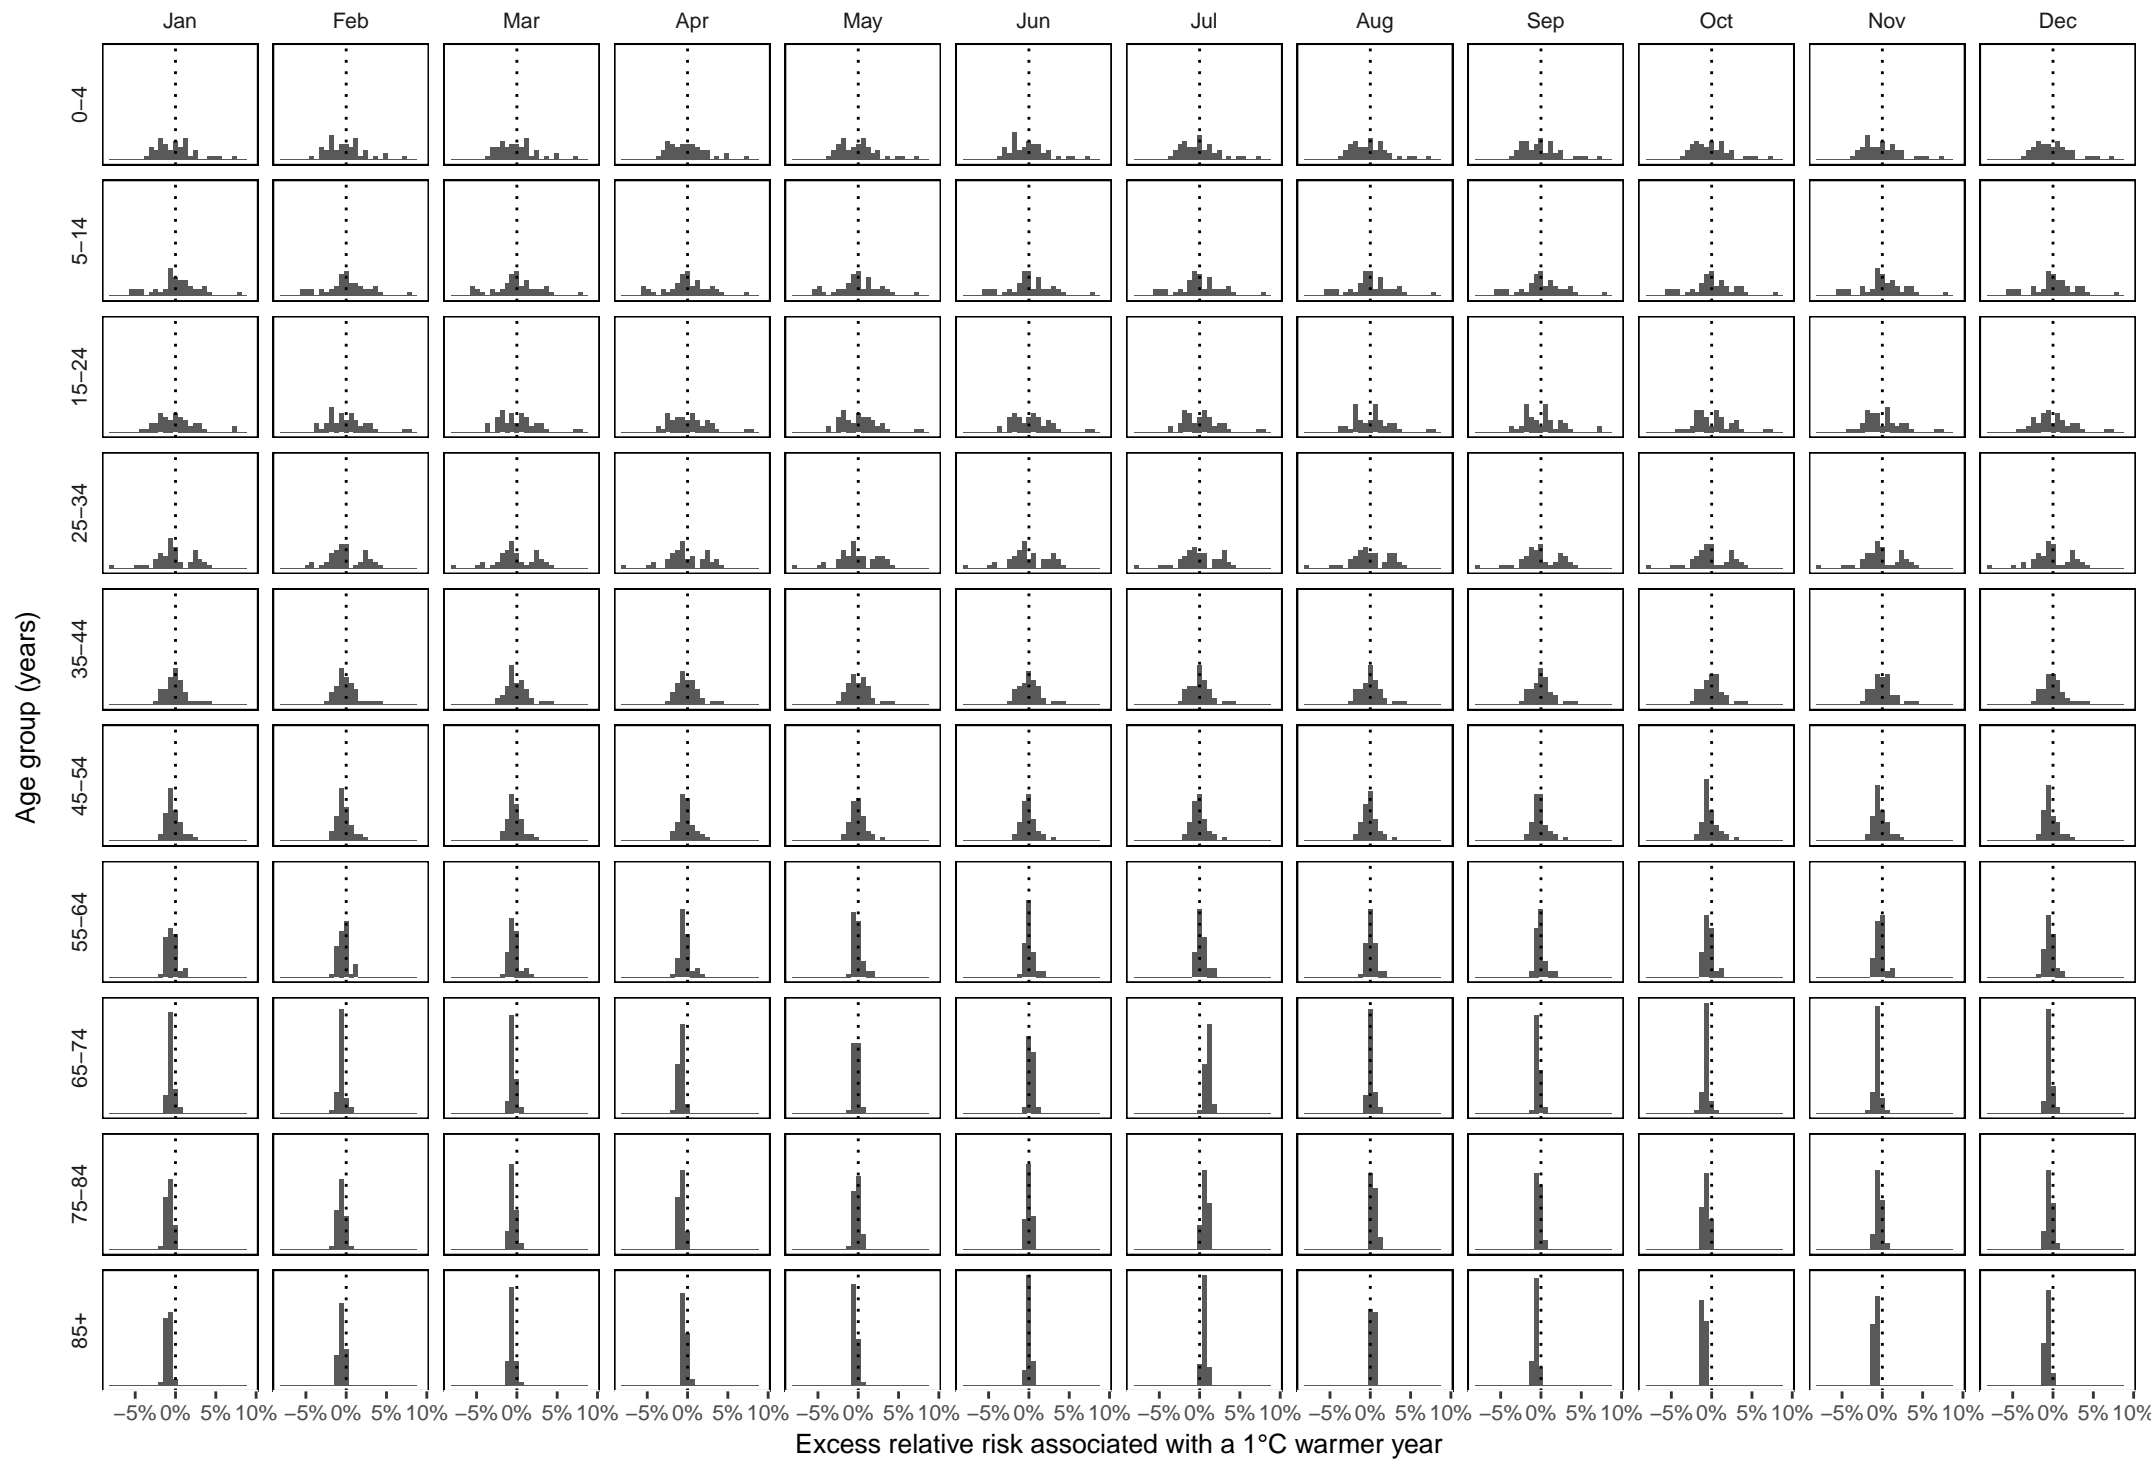 Jan Feb Mar Apr May Jun Jul Aug Sep Oct Nov Dec
Age group (years)
0–4
5–14
15–24
25–34
35–44
45–54
55–64
65–74
75–84
85+
−5% 0% 5% 10% −5% 0% 5% 10% −5% 0% 5% 10% −5% 0% 5% 10% −5% 0% 5% 10% −5% 0% 5% 10% −5% 0% 5% 10% −5% 0% 5% 10% −5% 0% 5% 10% −5% 0% 5% 10% −5% 0% 5% 10% −5% 0% 5% 10%
Excess relative risk associated with a 1°C warmer year